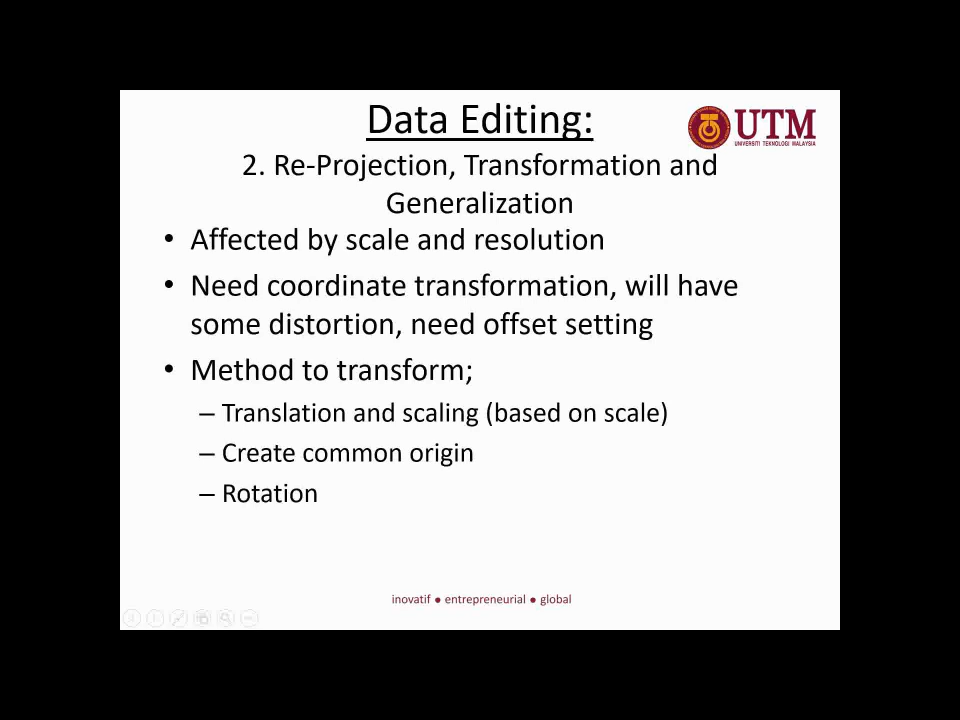 Data Editing:
UTM
UNIVERSITI TEKNOLOGI MALAYSIA
2. Re-Projection, Transformation and
Generalization
• Affected by scale and resolution
• Need coordinate transformation, will have
some distortion, need offset setting
• Method to transform;
– Translation and scaling (based on scale)
– Create common origin
– Rotation
inovatif ● entrepreneurial ● global